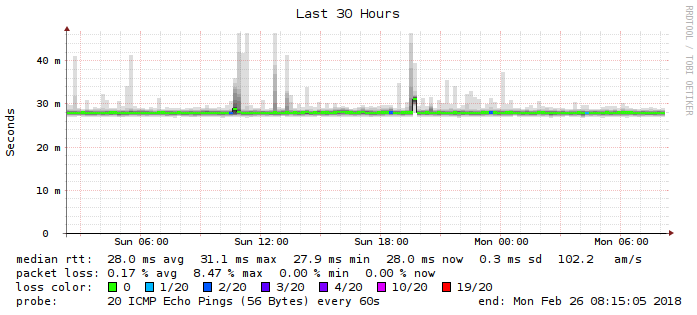 Last 30 Hours
RRDTOOL / TOBI OETIKER
Seconds
40 m
30 m
20 m
10 m
0
Sun 06:00 Sun 12:00 Sun 18:00 Mon 00:00 Mon 06:00
median rtt: 28.0 ms avg 31.1 ms max 27.9 ms min 28.0 ms now 0.3 ms sd 102.2 am/s
packet loss: 0.17 % avg 8.47 % max 0.00 % min 0.00 % now
loss color: 0 1/20 2/20 3/20 4/20 10/20 19/20
probe: 20 ICMP Echo Pings (56 Bytes) every 60s end: Mon Feb 26 08:15:05 2018